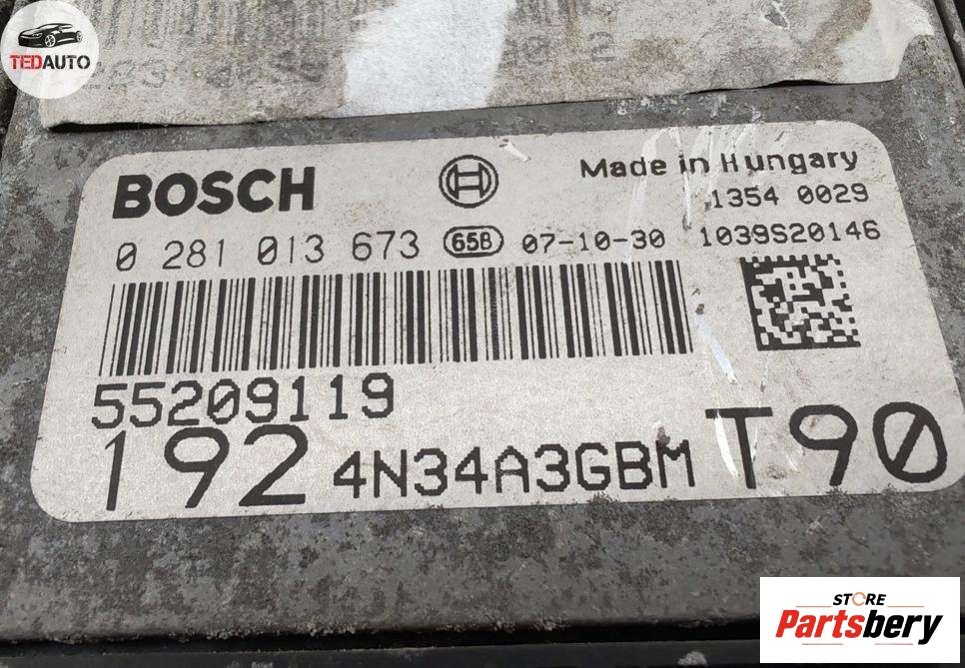 TEDAUTO
BOSCH
Made in Hungary
1354 0029
0 281 013 673 65B 07-10-30 1039S20146
55209119
192 4N34A3GBM T90
STORE
Partsbery